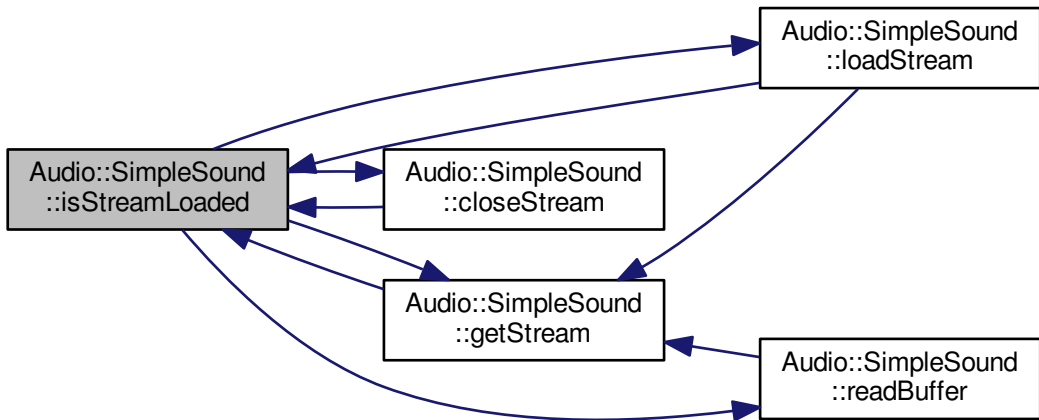 Audio::SimpleSound
::loadStream
Audio::SimpleSound
::isStreamLoaded
Audio::SimpleSound
::closeStream
Audio::SimpleSound
::getStream
Audio::SimpleSound
::readBuffer